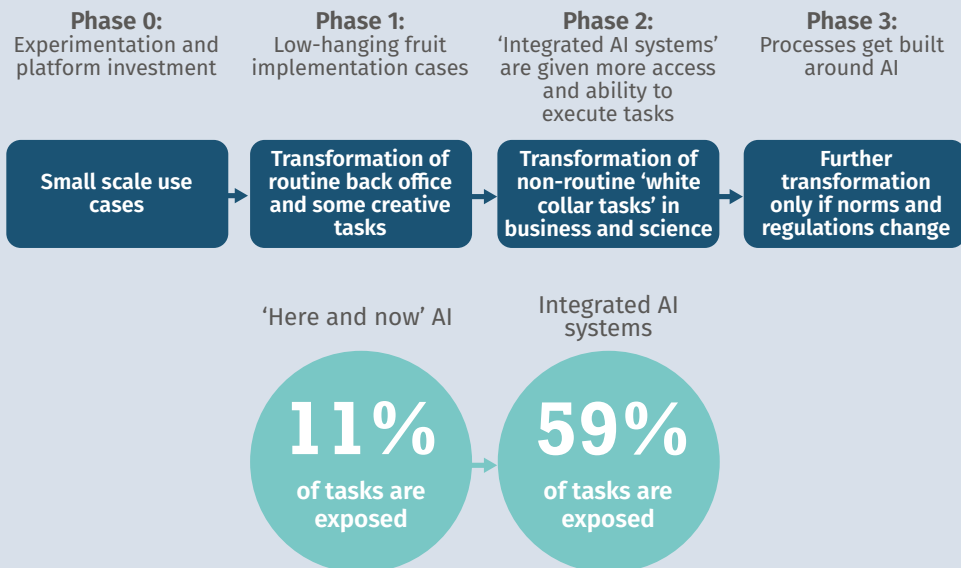 Phase 0:
Experimentation and
platform investment
Phase 1:
Low-hanging fruit
implementation cases
Phase 2:
‘Integrated AI systems’
are given more access
and ability to
execute tasks
Phase 3:
Processes get built
around AI
Small scale use
cases
Transformation of
routine back office
and some creative
tasks
Transformation of
non-routine ‘white
collar tasks’ in
business and science
Further
transformation
only if norms and
regulations change
‘Here and now’ AI
Integrated AI
systems
11%
of tasks are
exposed
59%
of tasks are
exposed